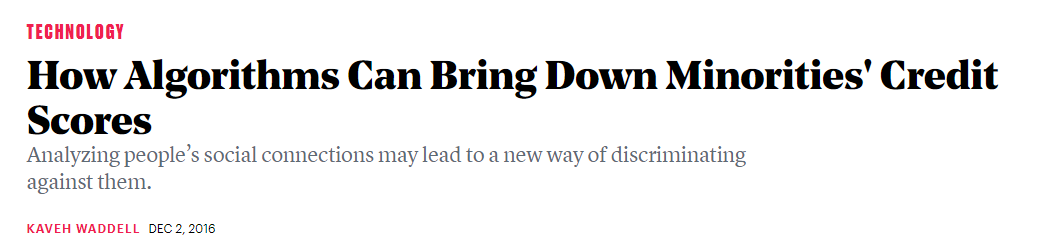 TECHNOLOGY
How Algorithms Can Bring Down Minorities' Credit
Scores
Analyzing people’s social connections may lead to a new way of discriminating
against them.
KAVEH WADDELL DEC 2, 2016